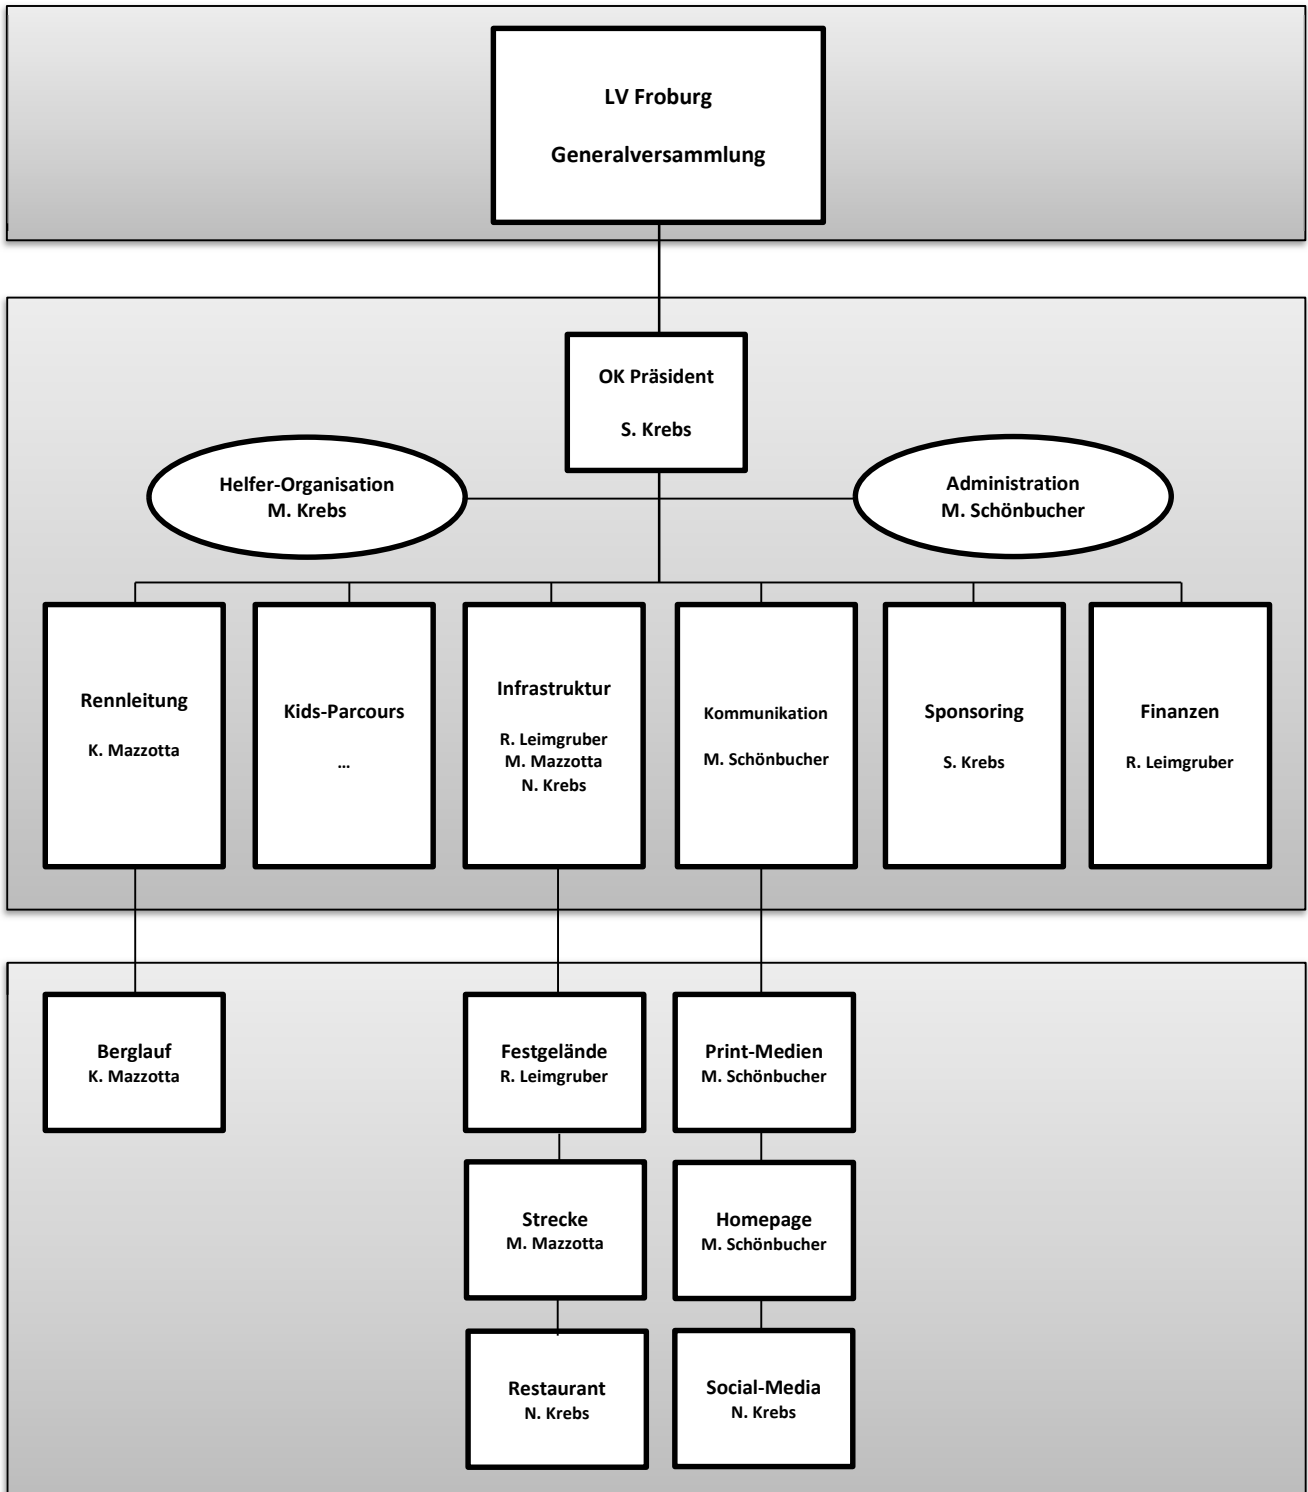 LV Froburg
Generalversammlung
OK Präsident
S. Krebs
Helfer-Organisation
M. Krebs
Administration
M. Schönbucher
Rennleitung
K. Mazzotta
Kids-Parcours
...
Infrastruktur
R. Leimgruber
M. Mazzotta
N. Krebs
Kommunikation
M. Schönbucher
Sponsoring
S. Krebs
Finanzen
R. Leimgruber
Berglauf
K. Mazzotta
Festgelände
R. Leimgruber
Print-Medien
M. Schönbucher
Strecke
M. Mazzotta
Homepage
M. Schönbucher
Restaurant
N. Krebs
Social-Media
N. Krebs